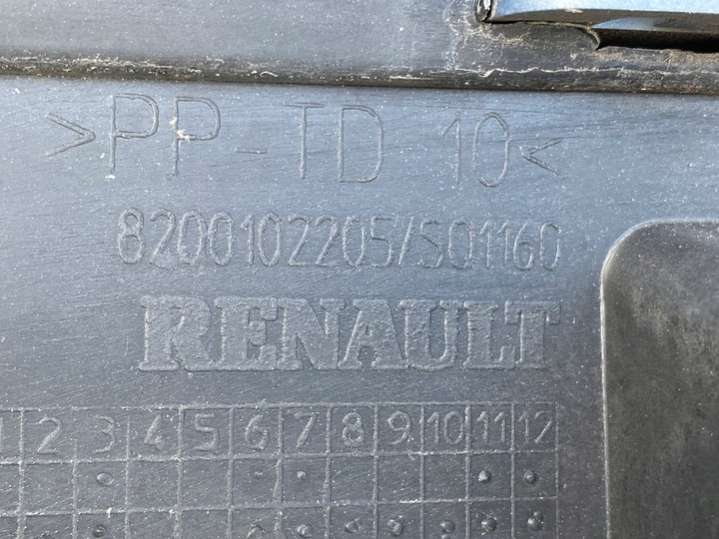 >PP-TD 10<
8200102205/S01160
RENAULT
1 2 3 4 5 6 7 8 9 10 11 12